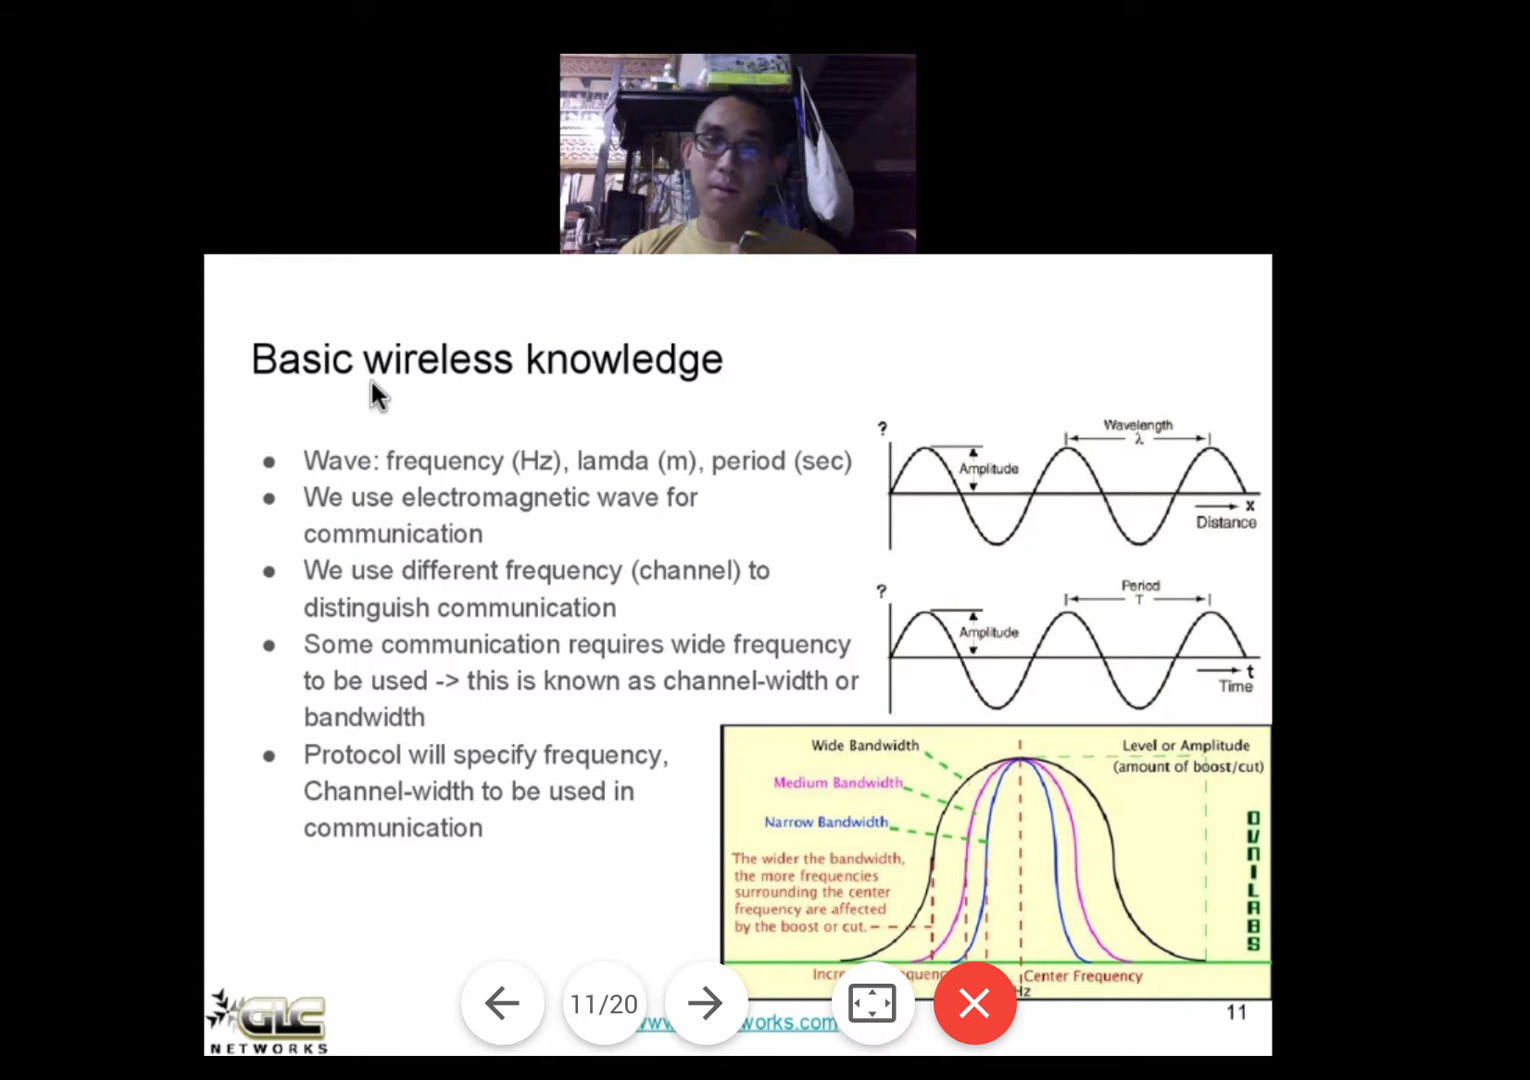 Basic wireless knowledge
Wave: frequency (Hz), lamda (m), period (sec)
We use electromagnetic wave for
communication
We use different frequency (channel) to
distinguish communication
Some communication requires wide frequency
to be used -> this is known as channel-width or
bandwidth
Protocol will specify frequency,
Channel-width to be used in
communication
?
Wavelength
λ
Amplitude
x
Distance
?
Period
T
Amplitude
t
Time
Wide Bandwidth
Level or Amplitude
(amount of boost/cut)
Medium Bandwidth
Narrow Bandwidth
The wider the bandwidth,
the more frequencies
surrounding the center
frequency are affected
by the boost or cut.
OVNILABS
Center Frequency
Hz
11/20
11
GLC
NETWORKS